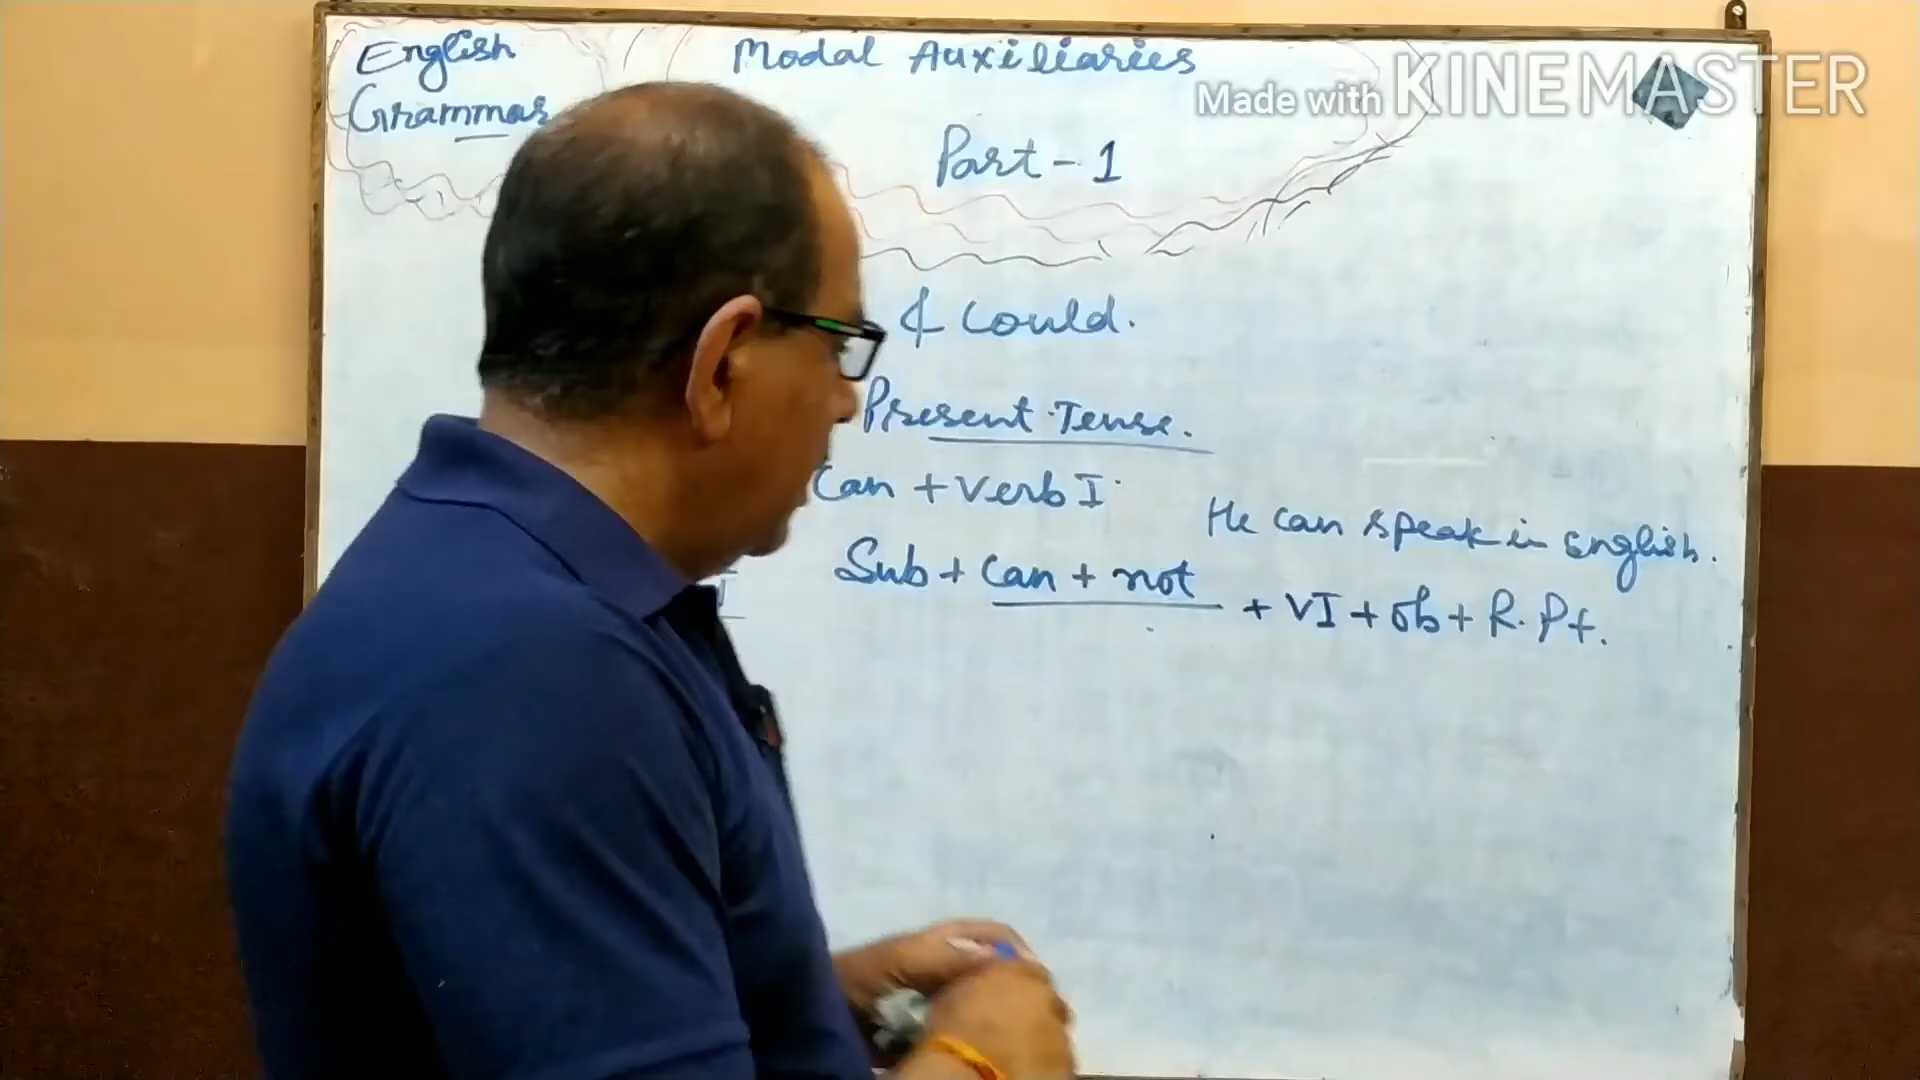 English
Grammar
Modal Auxiliaries
Made with KINEMASTER
Part - 1
& Could.
Present Tense.
Can + Verb I
He can speak in english.
Sub + Can + not + VI + ob + R. Pt.